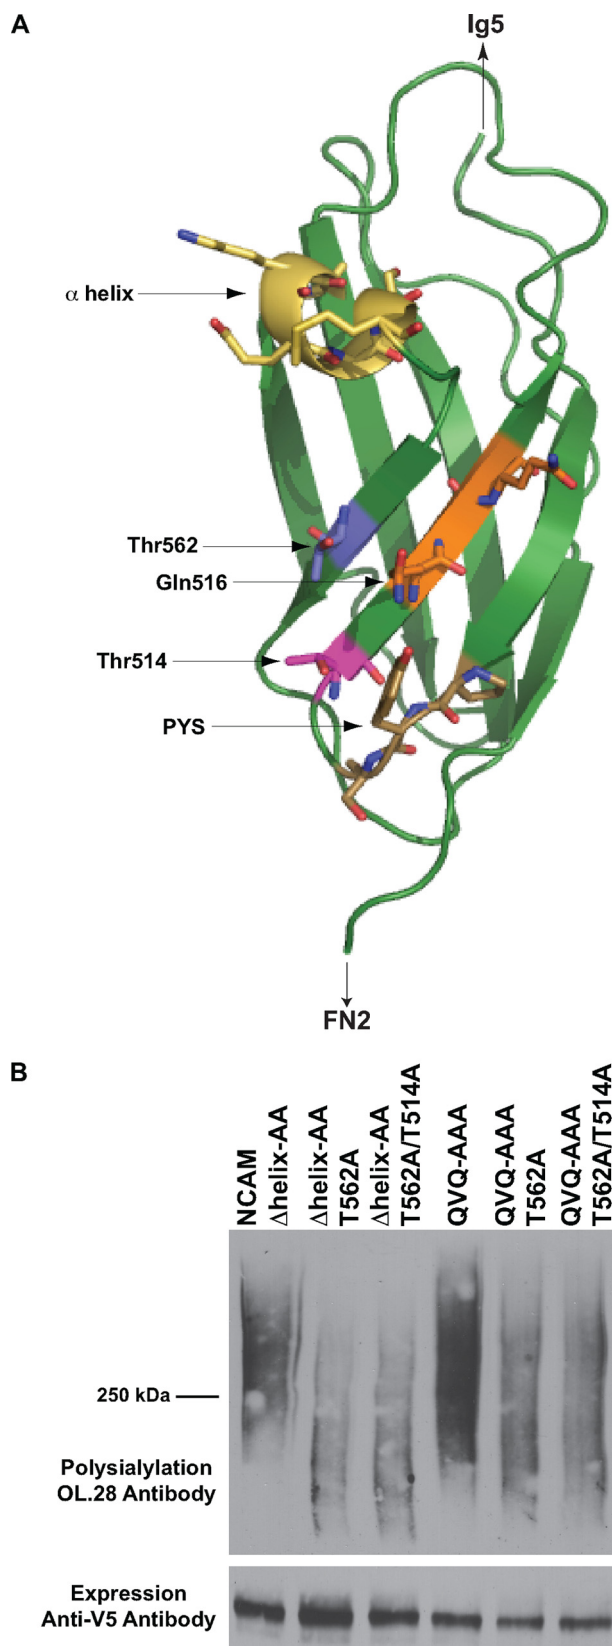 A
Ig5
α helix
Thr562
Gln516
Thr514
PYS
FN2
B
NCAM
Δhelix-AA
Δhelix-AA
T562A
Δhelix-AA
T562A/T514A
QVQ-AAA
QVQ-AAA
T562A
QVQ-AAA
T562A/T514A
250 kDa
Polysialylation
OL.28 Antibody
Expression
Anti-V5 Antibody